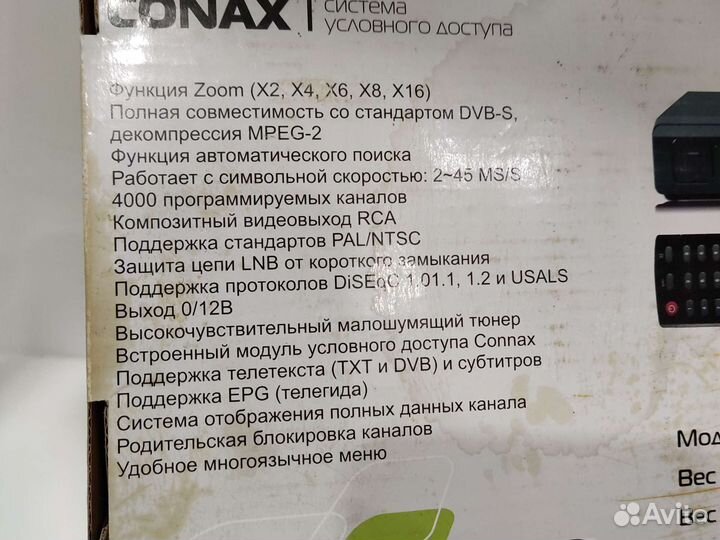 CONAX
система
условного доступа
Функция Zoom (X2, X4, X6, X8, X16)
Полная совместимость со стандартом DVB-S,
декомпрессия MPEG-2
Функция автоматического поиска
Работает с символьной скоростью: 2~45 MS/S
4000 программируемых каналов
Композитный видеовыход RCA
Поддержка стандартов PAL/NTSC
Защита цепи LNB от короткого замыкания
Поддержка протоколов DiSEqC 1.01.1, 1.2 и USALS
Выход 0/12В
Высокочувствительный малошумящий тюнер
Встроенный модуль условного доступа Connax
Поддержка телетекста (TXT и DVB) и субтитров
Поддержка EPG (телегида)
Система отображения полных данных канала
Родительская блокировка каналов
Удобное многоязычное меню
Мод
Вес
Вес
Avito